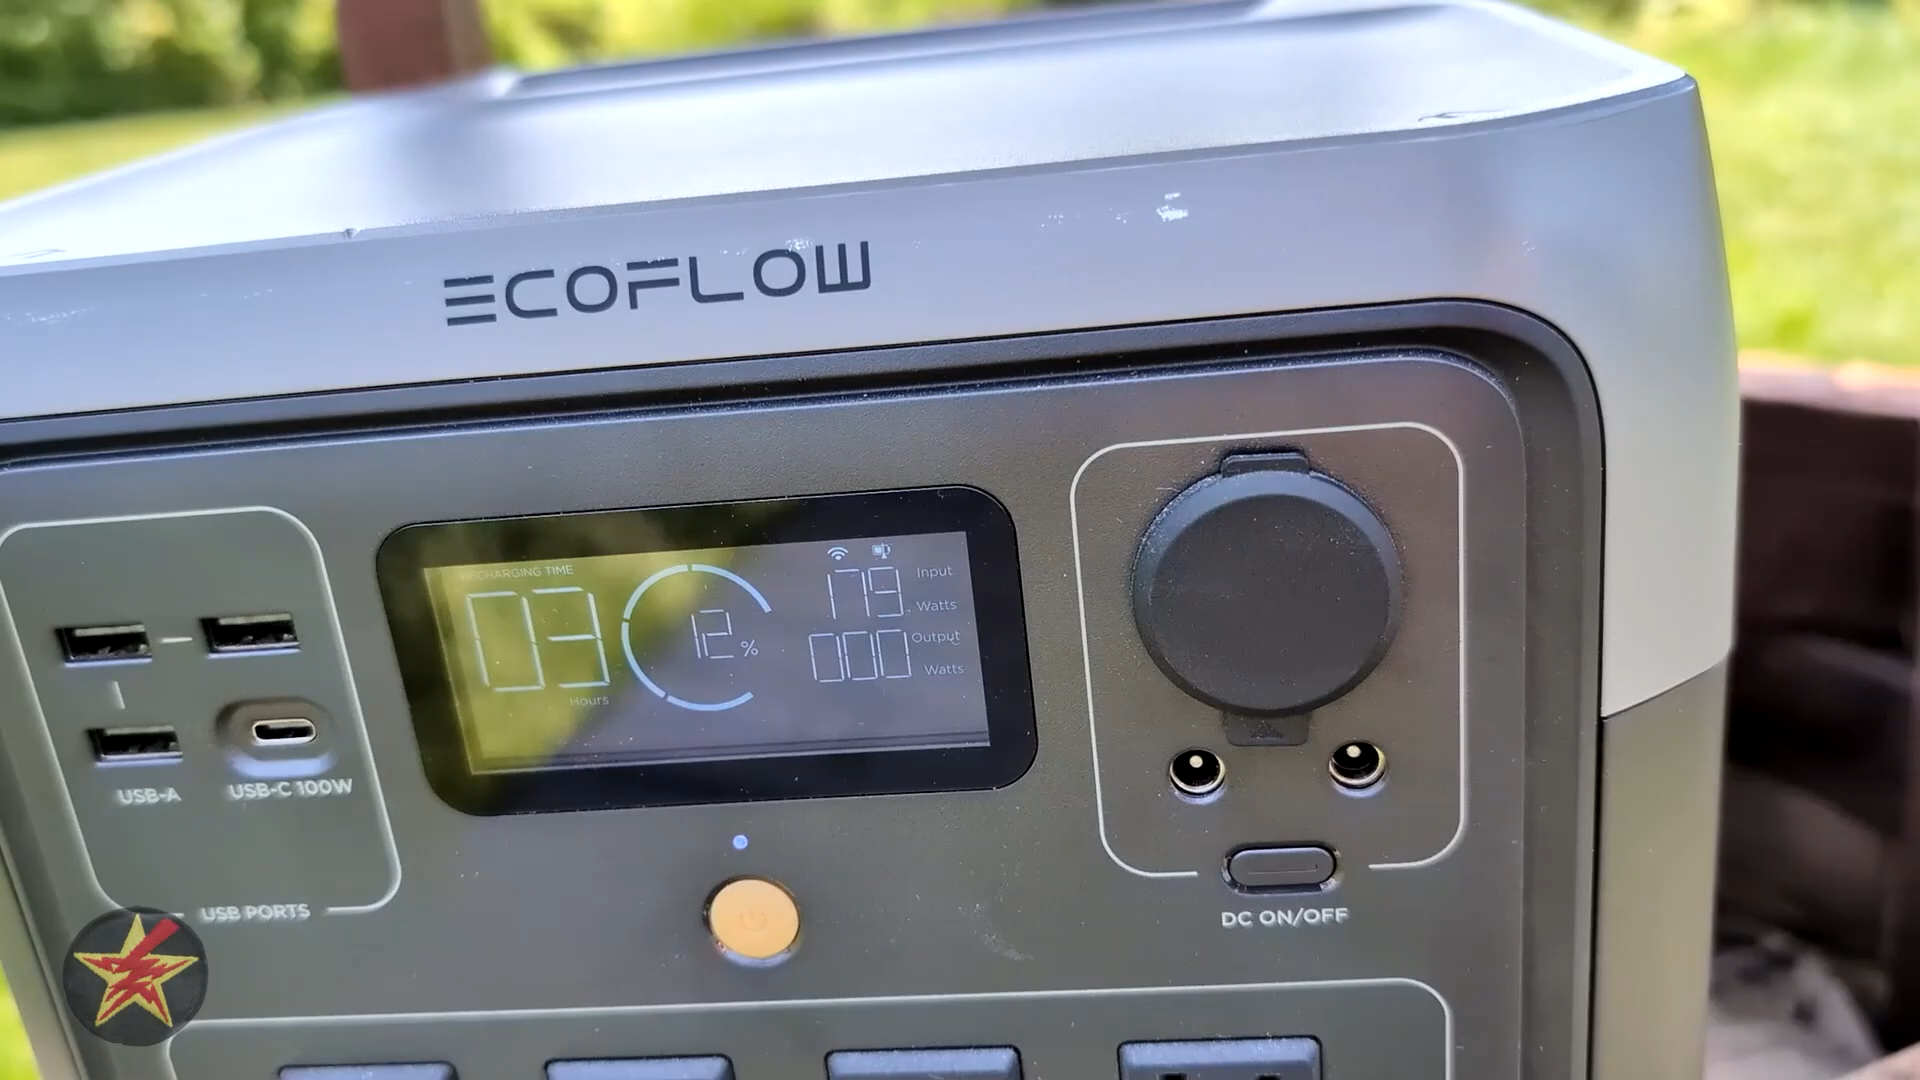 ECOFLOW
RECHARGING TIME
03
Hours
12%
179 Input
Watts
000 Output
Watts
USB-A
USB-C 100W
USB PORTS
DC ON/OFF